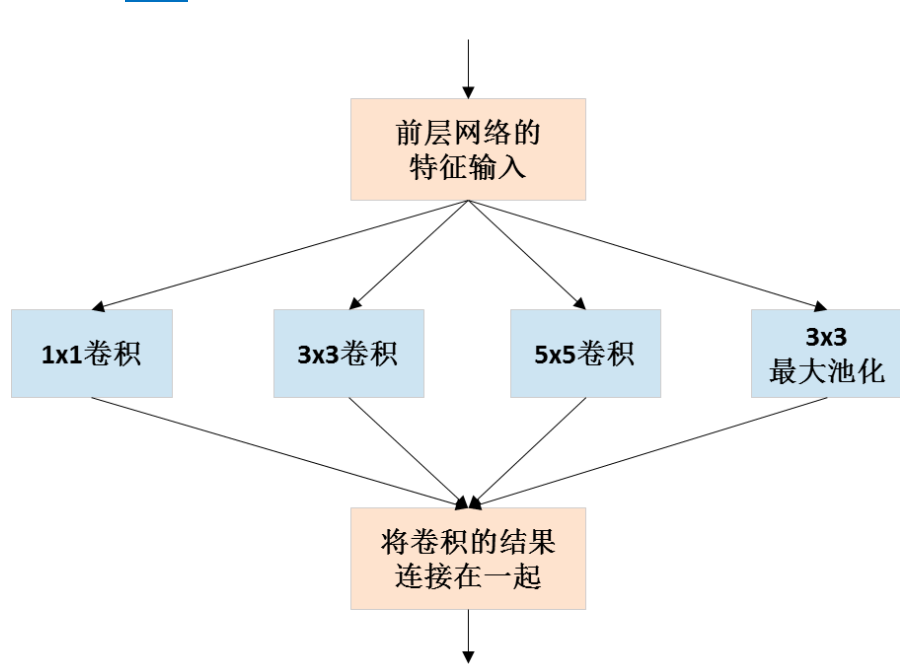 前层网络的
特征输入
1x1卷积
3x3卷积
5x5卷积
3x3
最大池化
将卷积的结果
连接在一起